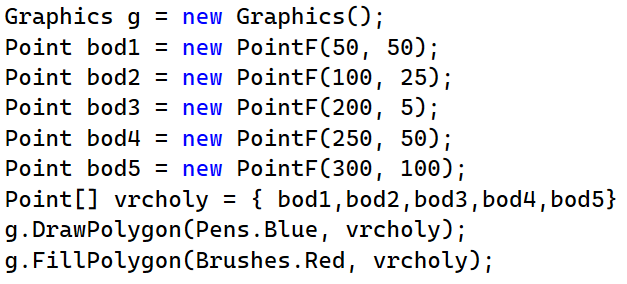 Graphics g = new Graphics();
Point bod1 = new PointF(50, 50);
Point bod2 = new PointF(100, 25);
Point bod3 = new PointF(200, 5);
Point bod4 = new PointF(250, 50);
Point bod5 = new PointF(300, 100);
Point[] vrcholy = { bod1,bod2,bod3,bod4,bod5}
g.DrawPolygon(Pens.Blue, vrcholy);
g.FillPolygon(Brushes.Red, vrcholy);